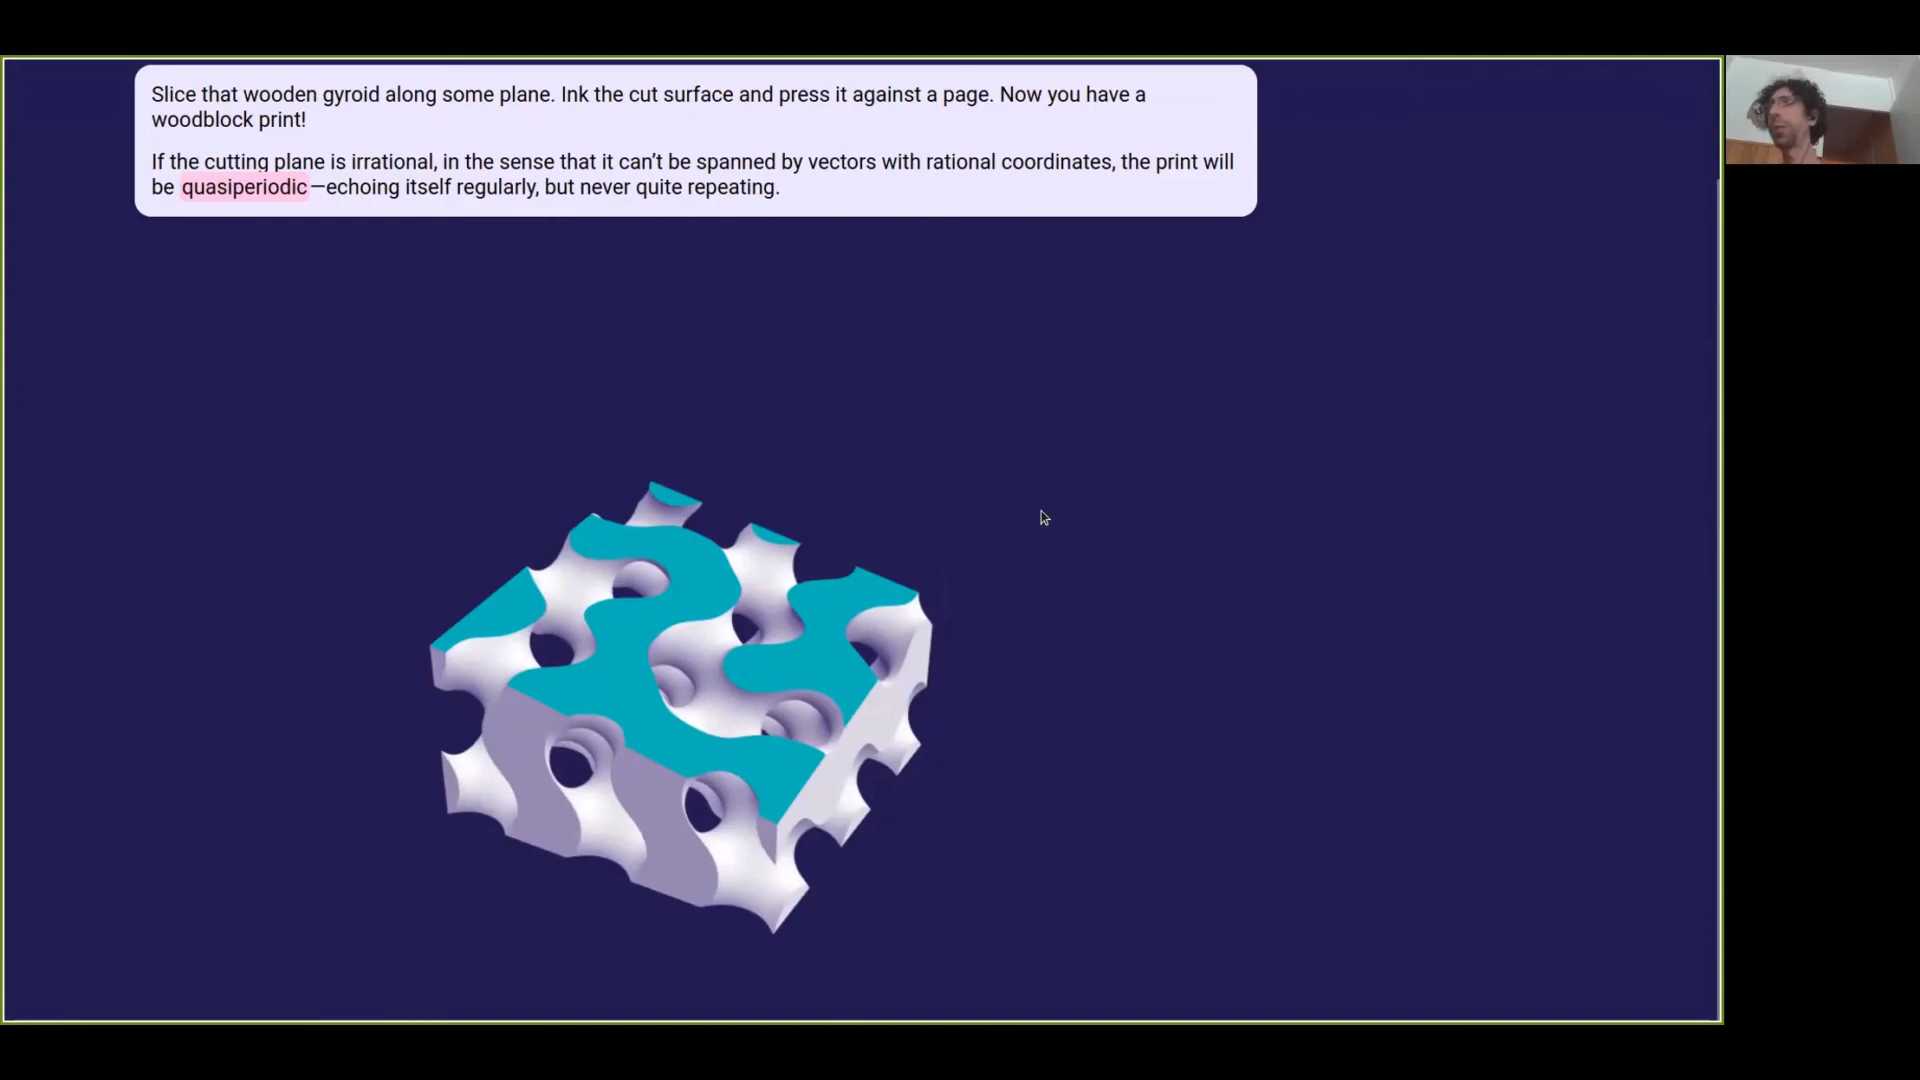 Slice that wooden gyroid along some plane. Ink the cut surface and press it against a page. Now you have a
woodblock print!
If the cutting plane is irrational, in the sense that it can’t be spanned by vectors with rational coordinates, the print will
be quasiperiodic—echoing itself regularly, but never quite repeating.